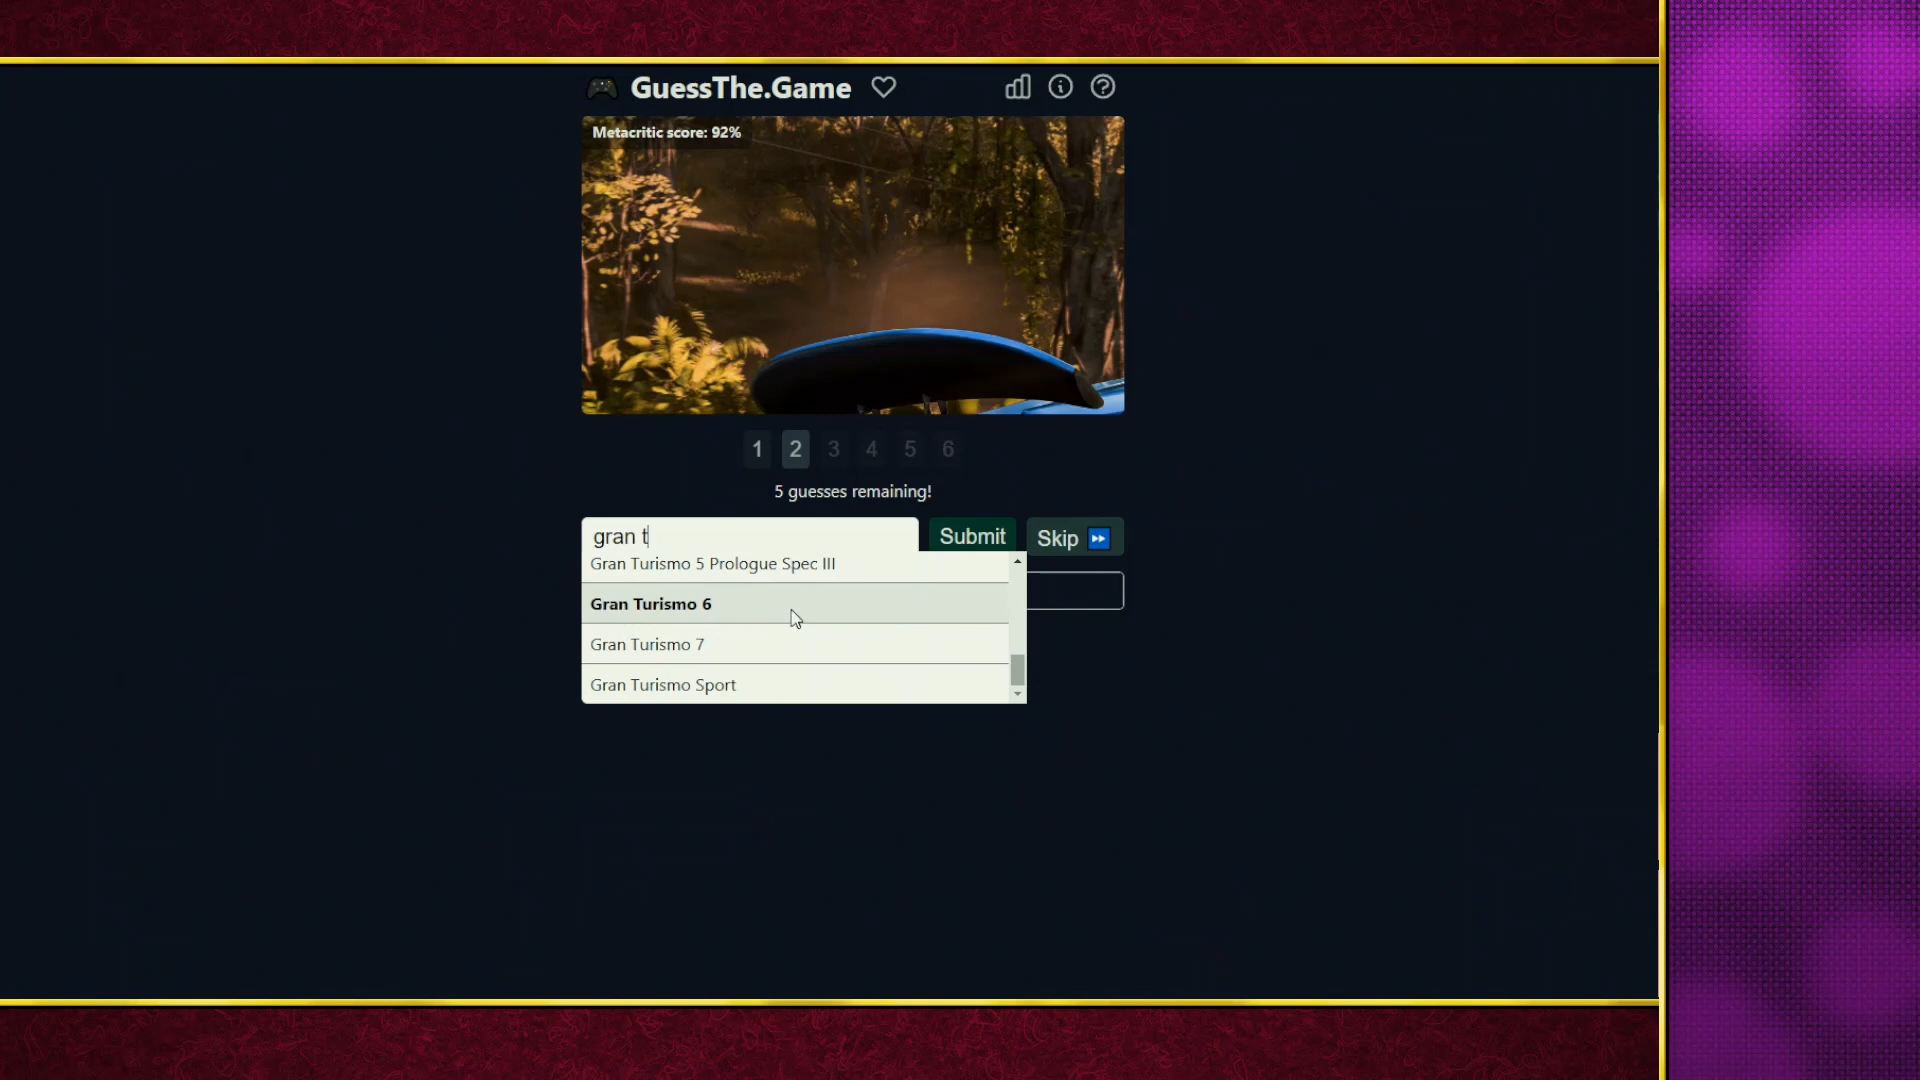 GuessThe.Game
Metacritic score: 92%
1 2 3 4 5 6
5 guesses remaining!
gran t
Submit
Skip
Gran Turismo 5 Prologue Spec III
Gran Turismo 6
Gran Turismo 7
Gran Turismo Sport